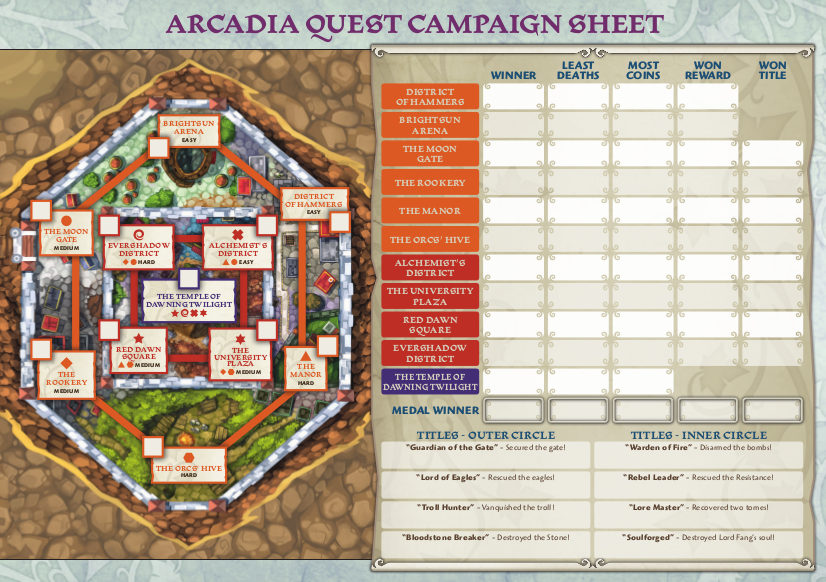 ARCADIA QUEST CAMPAIGN SHEET
BRIGHTSUN
ARENA
EASY
DISTRICT
OF HAMMERS
EASY
THE MOON
GATE
MEDIUM
EVERSHADOW
DISTRICT
HARD
ALCHEMIST'S
DISTRICT
EASY
THE TEMPLE OF
DAWNING TWILIGHT
RED DAWN
SQUARE
MEDIUM
THE
UNIVERSITY
PLAZA
MEDIUM
THE
ROOKERY
MEDIUM
THE
MANOR
HARD
THE ORCS' HIVE
HARD
WINNER
LEAST
DEATHS
MOST
COINS
WON
REWARD
WON
TITLE
DISTRICT
OF HAMMERS
BRIGHTSUN
ARENA
THE MOON
GATE
THE ROOKERY
THE MANOR
THE ORCS' HIVE
ALCHEMIST'S
DISTRICT
THE UNIVERSITY
PLAZA
RED DAWN
SQUARE
EVERSHADOW
DISTRICT
THE TEMPLE OF
DAWNING TWILIGHT
MEDAL WINNER
TITLES - OUTER CIRCLE
"Guardian of the Gate" - Secured the gate!
"Lord of Eagles" - Rescued the eagles!
"Troll Hunter" - Vanquished the troll!
"Bloodstone Breaker" - Destroyed the Stone!
TITLES - INNER CIRCLE
"Warden of Fire" - Disarmed the bombs!
"Rebel Leader" - Rescued the Resistance!
"Lore Master" - Recovered two tomes!
"Soulforged" - Destroyed Lord Fang's soul!